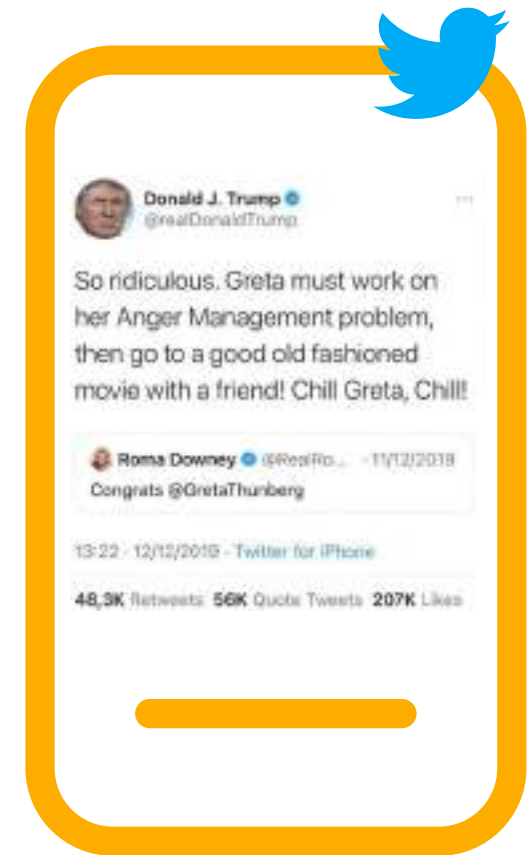 Donald J. Trump
@realDonaldTrump
So ridiculous. Greta must work on
her Anger Management problem,
then go to a good old fashioned
movie with a friend! Chill Greta, Chill!
Roma Downey @RealRo... · 11/12/2019
Congrats @GretaThunberg
13:22 · 12/12/2019 · Twitter for iPhone
48,3K Retweets 56K Quote Tweets 207K Likes